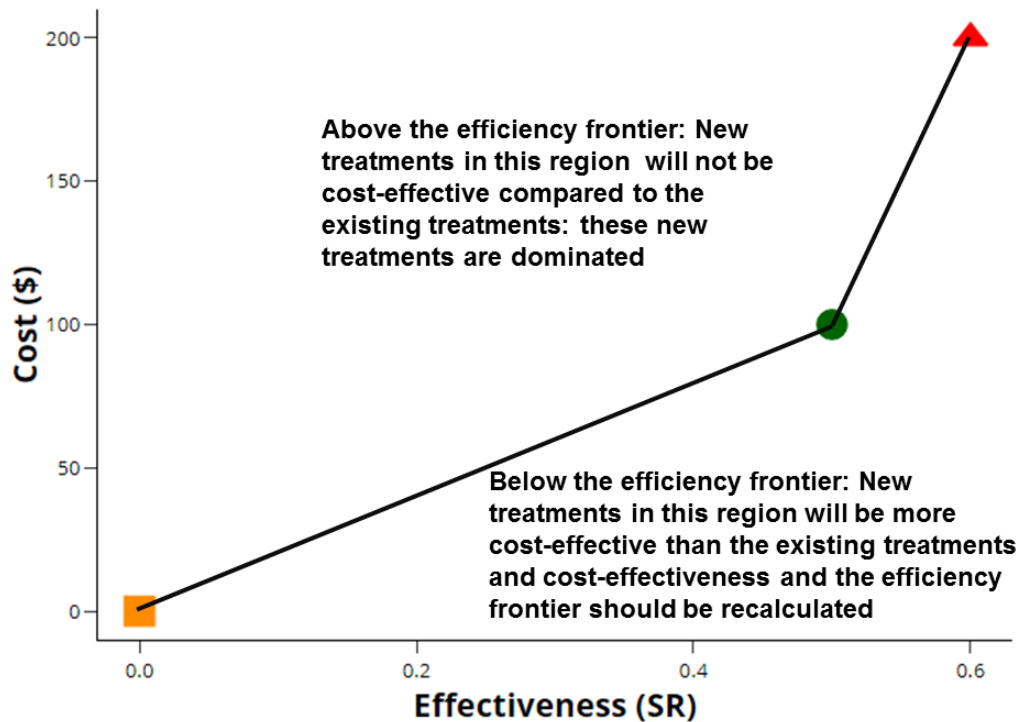 200
Above the efficiency frontier: New
treatments in this region will not be
cost-effective compared to the
existing treatments: these new
treatments are dominated
150
Cost ($)
100
50
Below the efficiency frontier: New
treatments in this region will be more
cost-effective than the existing treatments
and cost-effectiveness and the efficiency
frontier should be recalculated
0
0.0 0.2 0.4 0.6
Effectiveness (SR)